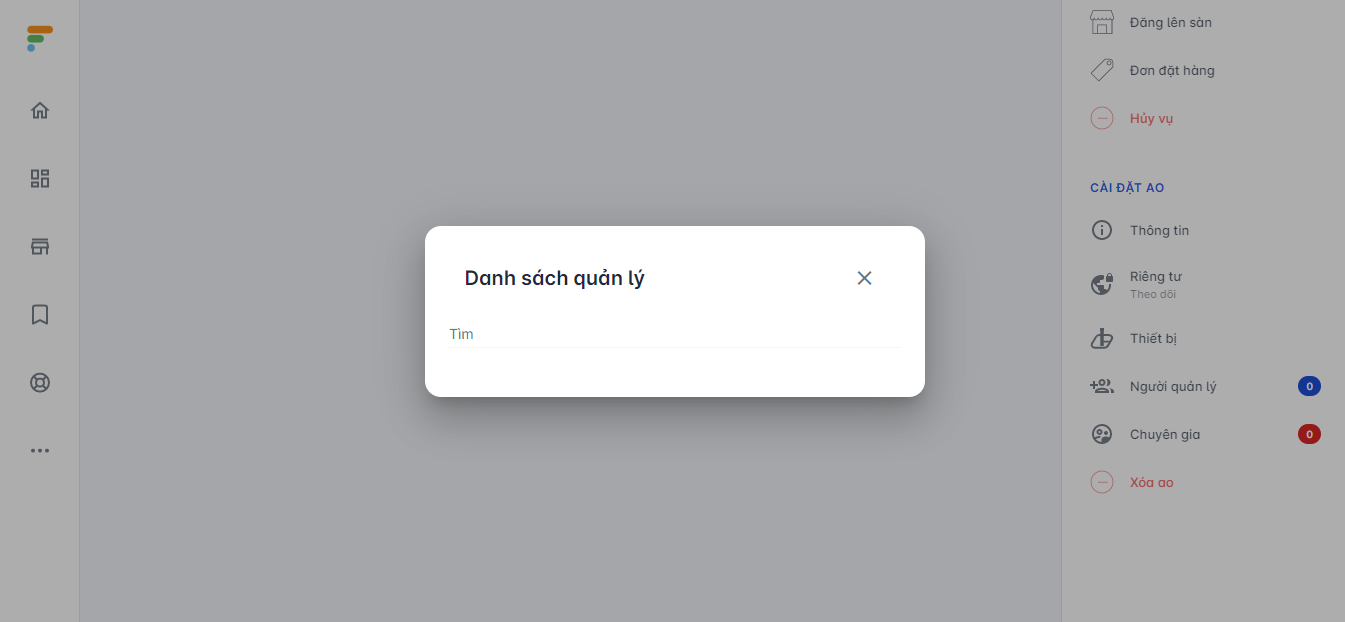 Đăng lên sàn
Đơn đặt hàng
Hủy vụ
CÀI ĐẶT AO
Thông tin
Riêng tư
Theo dõi
Thiết bị
Người quản lý
0
Chuyên gia
0
Xóa ao
Danh sách quản lý
Tìm